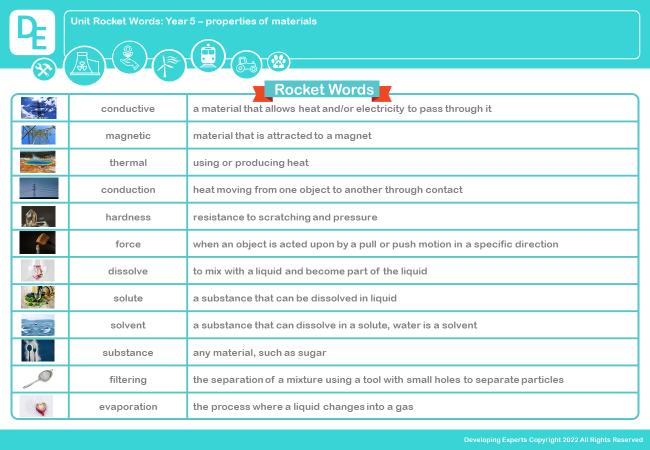 DE
Unit Rocket Words: Year 5 – properties of materials
Rocket Words
conductive a material that allows heat and/or electricity to pass through it
magnetic material that is attracted to a magnet
thermal using or producing heat
conduction heat moving from one object to another through contact
hardness resistance to scratching and pressure
force when an object is acted upon by a pull or push motion in a specific direction
dissolve to mix with a liquid and become part of the liquid
solute a substance that can be dissolved in liquid
solvent a substance that can dissolve in a solute, water is a solvent
substance any material, such as sugar
filtering the separation of a mixture using a tool with small holes to separate particles
evaporation the process where a liquid changes into a gas
Developing Experts Copyright 2022 All Rights Reserved